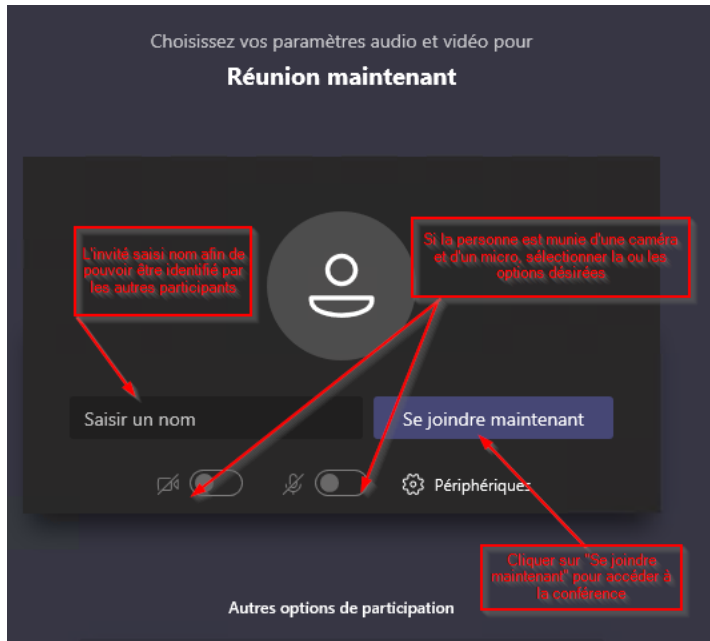 Choisissez vos paramètres audio et vidéo pour
Réunion maintenant
L'invité saisi nom afin de
pouvoir être identifié par
les autres participants
Si la personne est munie d'une caméra
et d'un micro, sélectionner la ou les
options désirées
Saisir un nom
Se joindre maintenant
Périphériques
Cliquer sur "Se joindre
maintenant" pour accéder à
la conférence
Autres options de participation